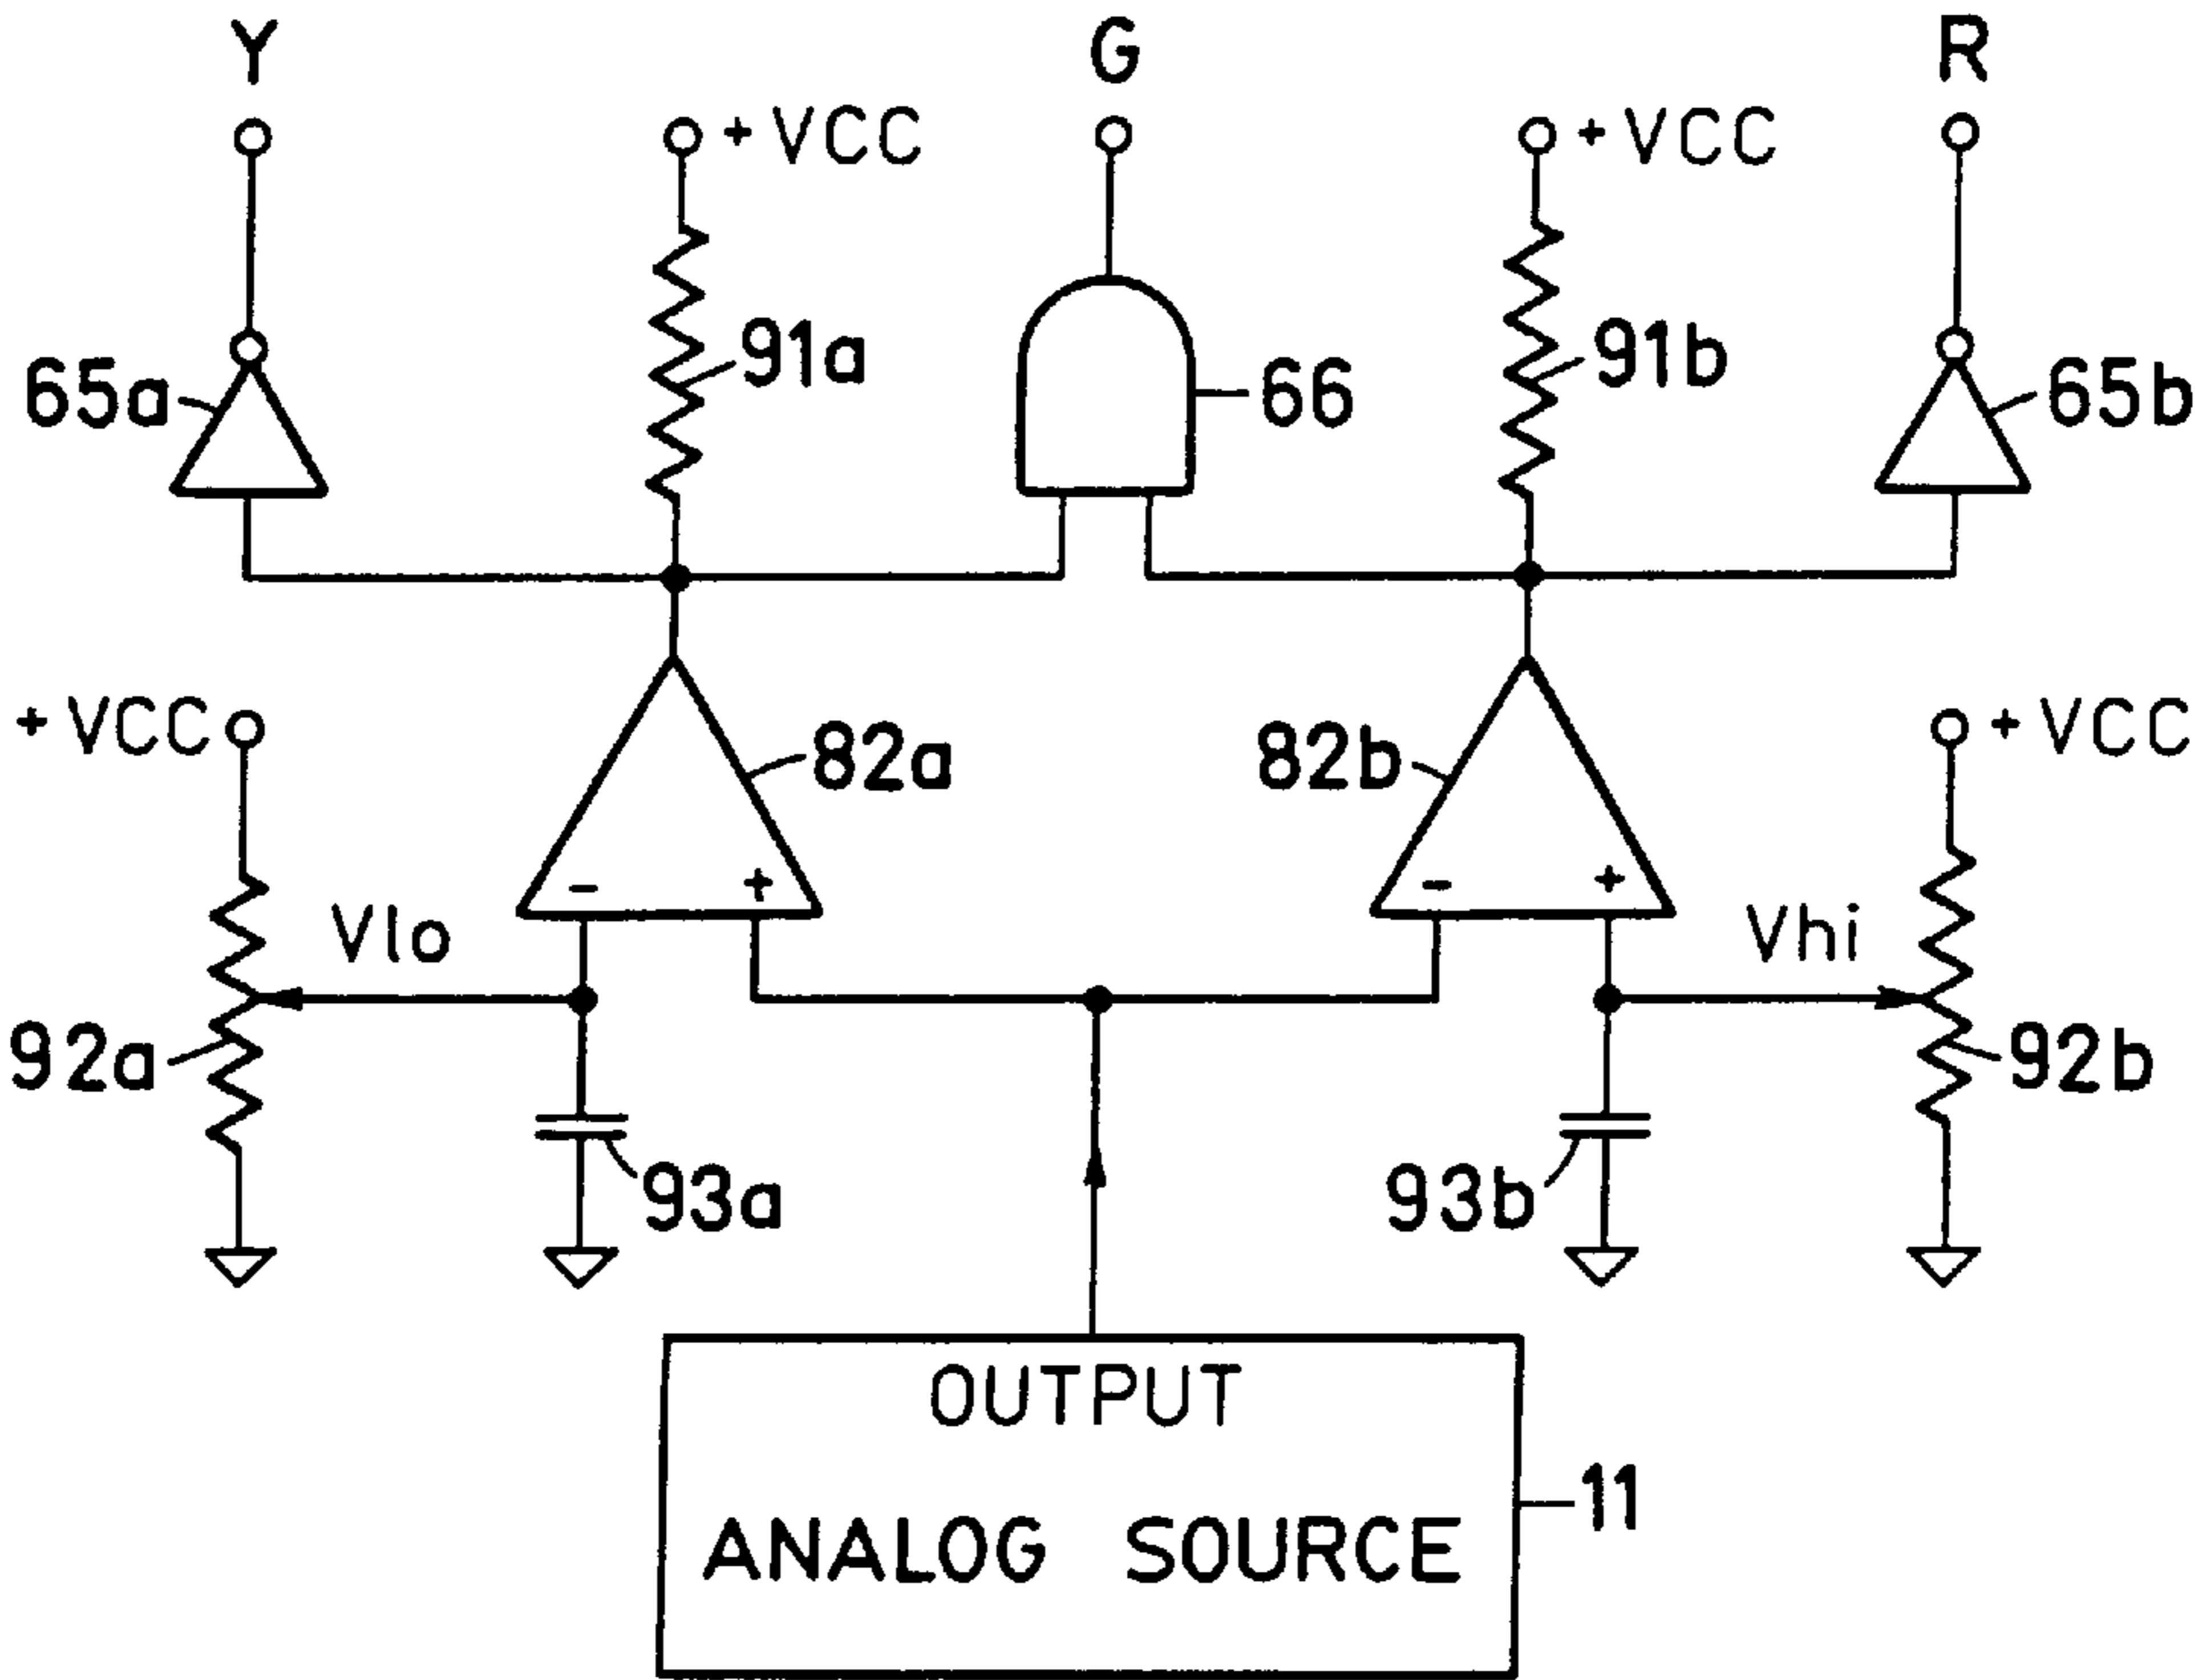 Y G R
+ VCC + VCC
65a 91a 66 91b 65b
+ VCC 82a 82b + VCC
- + - +
Vlo Vhi
92a 92b
93a 93b
OUTPUT
ANALOG SOURCE 11